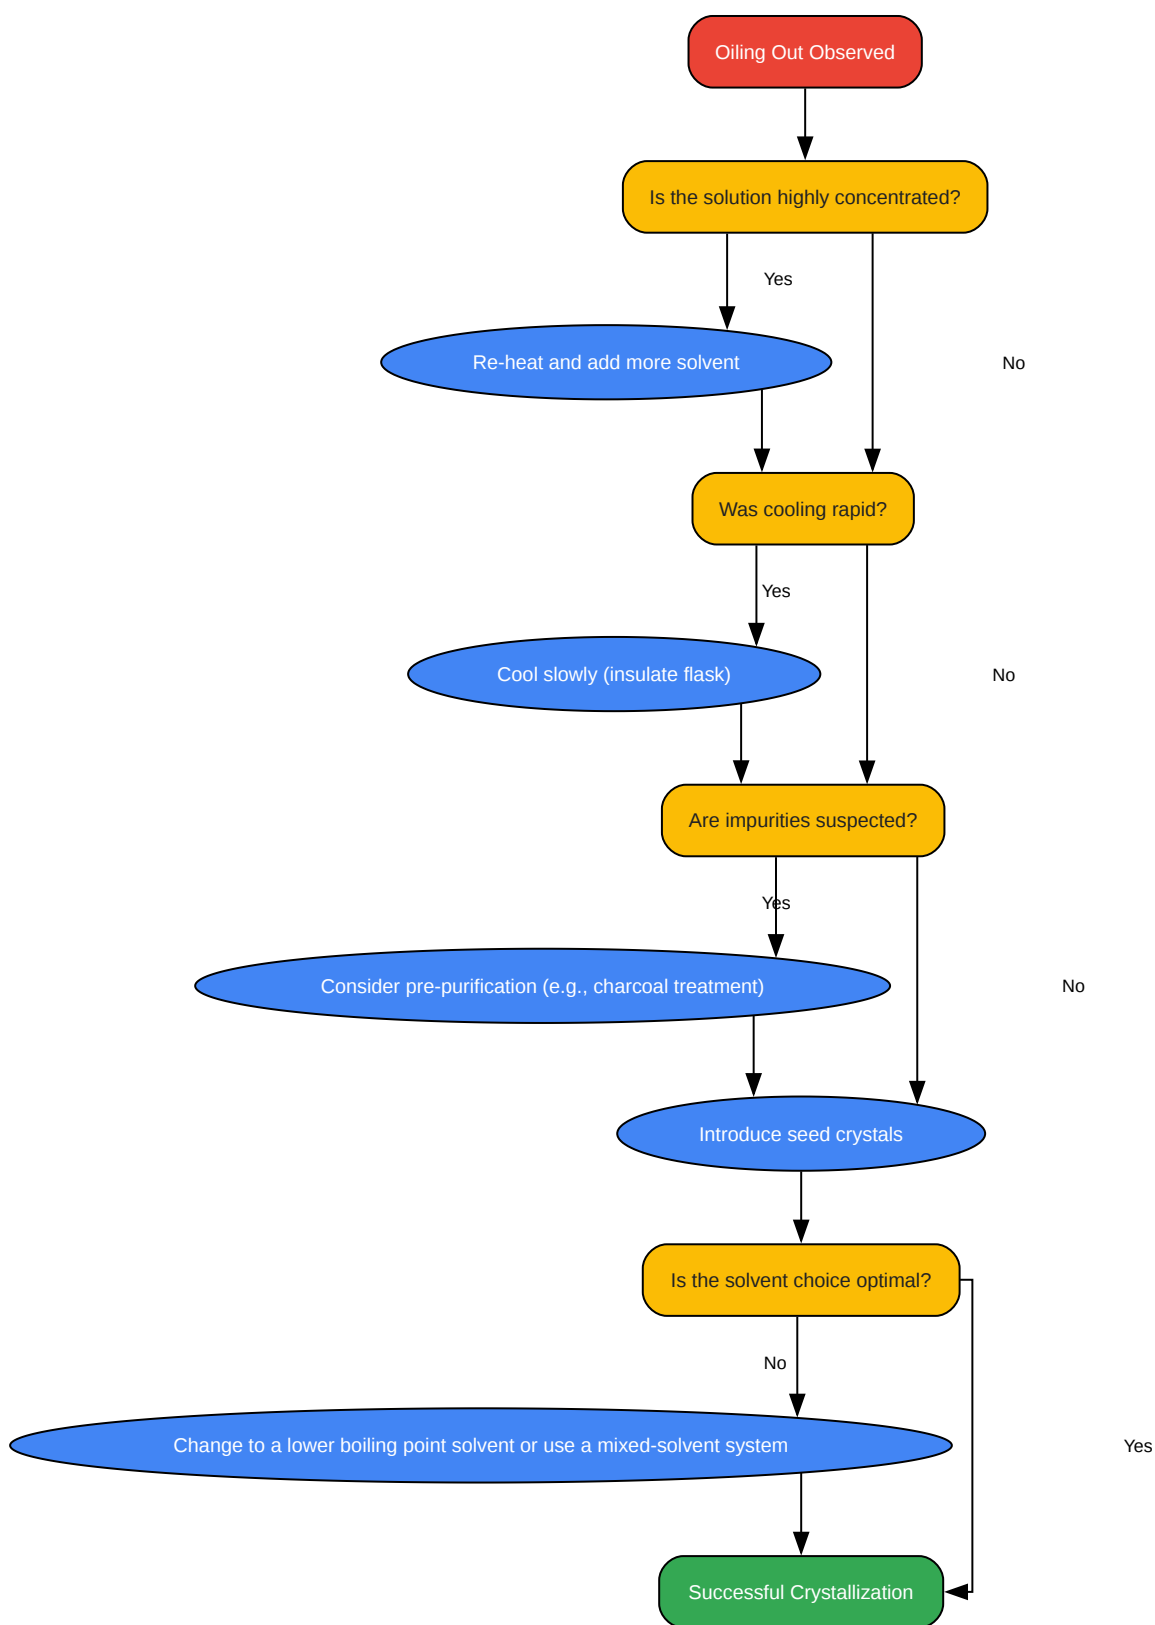 Oiling Out Observed
Is the solution highly concentrated?
Yes
Re-heat and add more solvent
No
Was cooling rapid?
Yes
Cool slowly (insulate flask)
No
Are impurities suspected?
Yes
Consider pre-purification (e.g., charcoal treatment)
No
Introduce seed crystals
Is the solvent choice optimal?
No
Change to a lower boiling point solvent or use a mixed-solvent system
Yes
Successful Crystallization